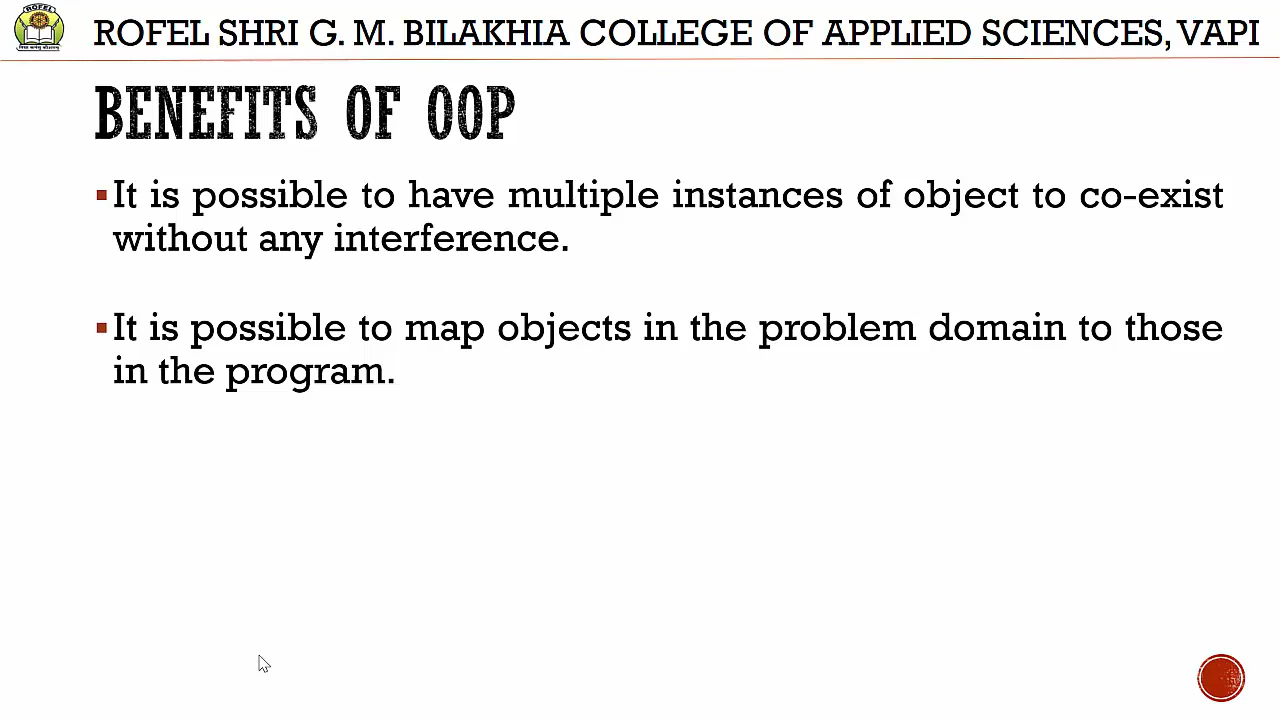 ROFEL
ROFEL SHRI G. M. BILAKHIA COLLEGE OF APPLIED SCIENCES, VAPI
BENEFITS OF OOP
▪It is possible to have multiple instances of object to co-exist
without any interference.
▪It is possible to map objects in the problem domain to those
in the program.